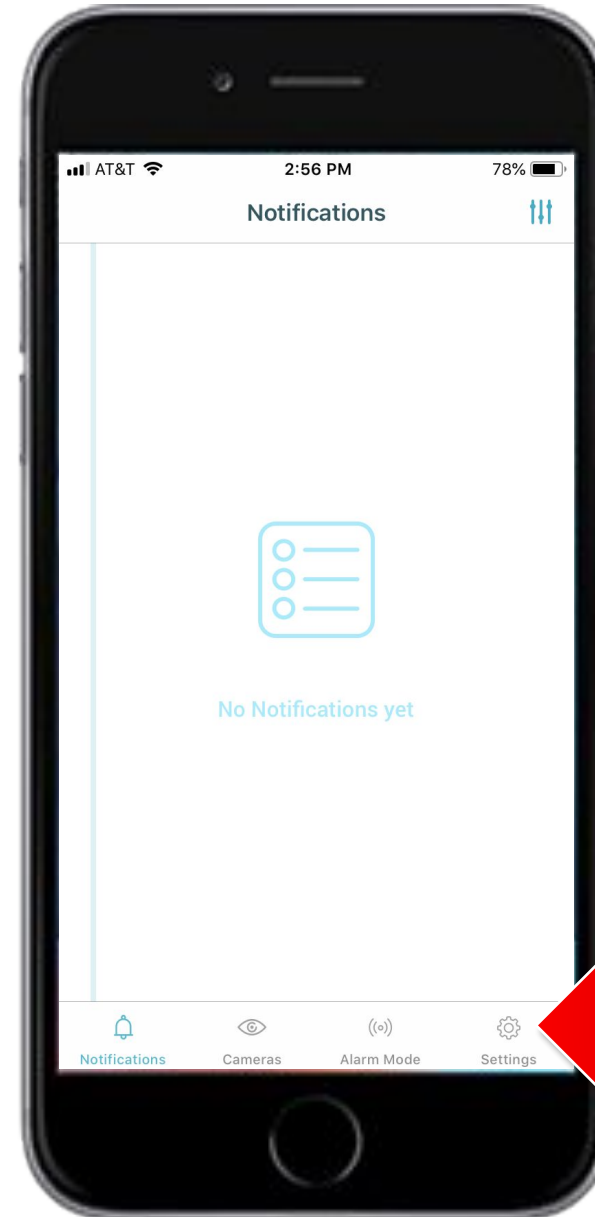 AT&T 2:56 PM 78%
Notifications
No Notifications yet
Notifications Cameras Alarm Mode Settings